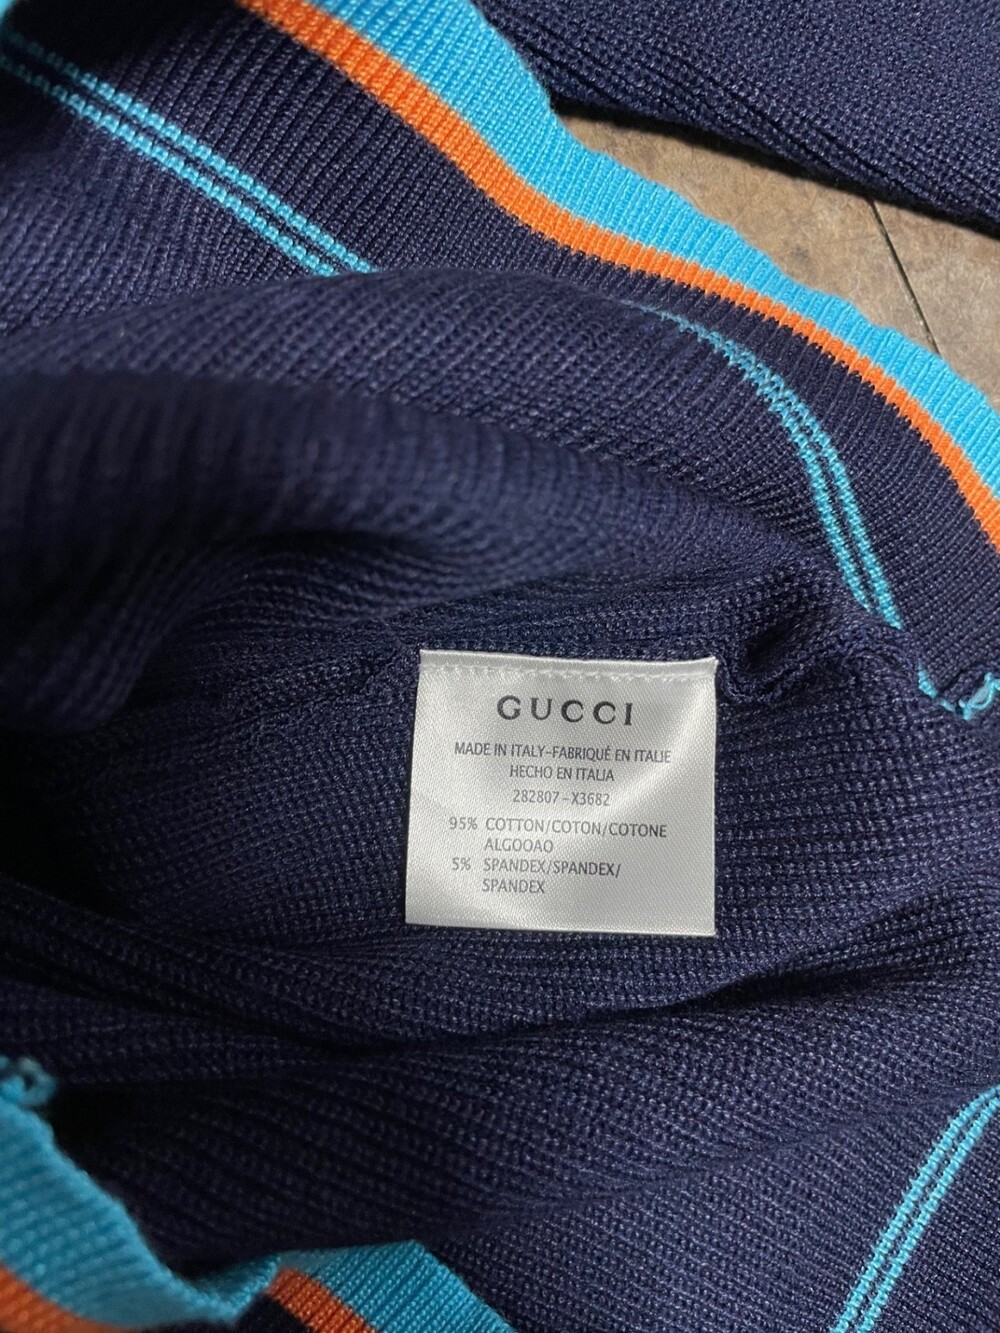 GUCCI
MADE IN ITALY-FABRIQUÉ EN ITALIE
HECHO EN ITALIA
282807-X3682
95% COTTON/COTON/COTONE
ALGOOAO
5% SPANDEX/SPANDEX/
SPANDEX